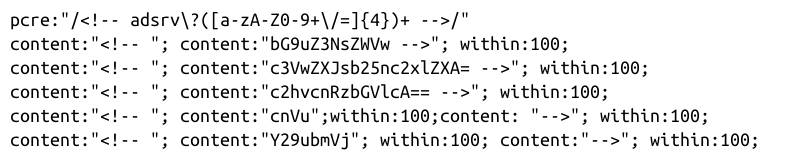 pcre:"/<!-- adsrv\?([a-zA-Z0-9+\/=]{4})+ -->/"
content:"<!-- "; content:"bG9uZ3NsZWVw -->"; within:100;
content:"<!-- "; content:"c3VwZXJsb25nc2xlZXA= -->"; within:100;
content:"<!-- "; content:"c2hvcnRzbGVlcA== -->"; within:100;
content:"<!-- "; content:"cnVu";within:100;content: "-->"; within:100;
content:"<!-- "; content:"Y29ubmVj"; within:100; content:"-->"; within:100;